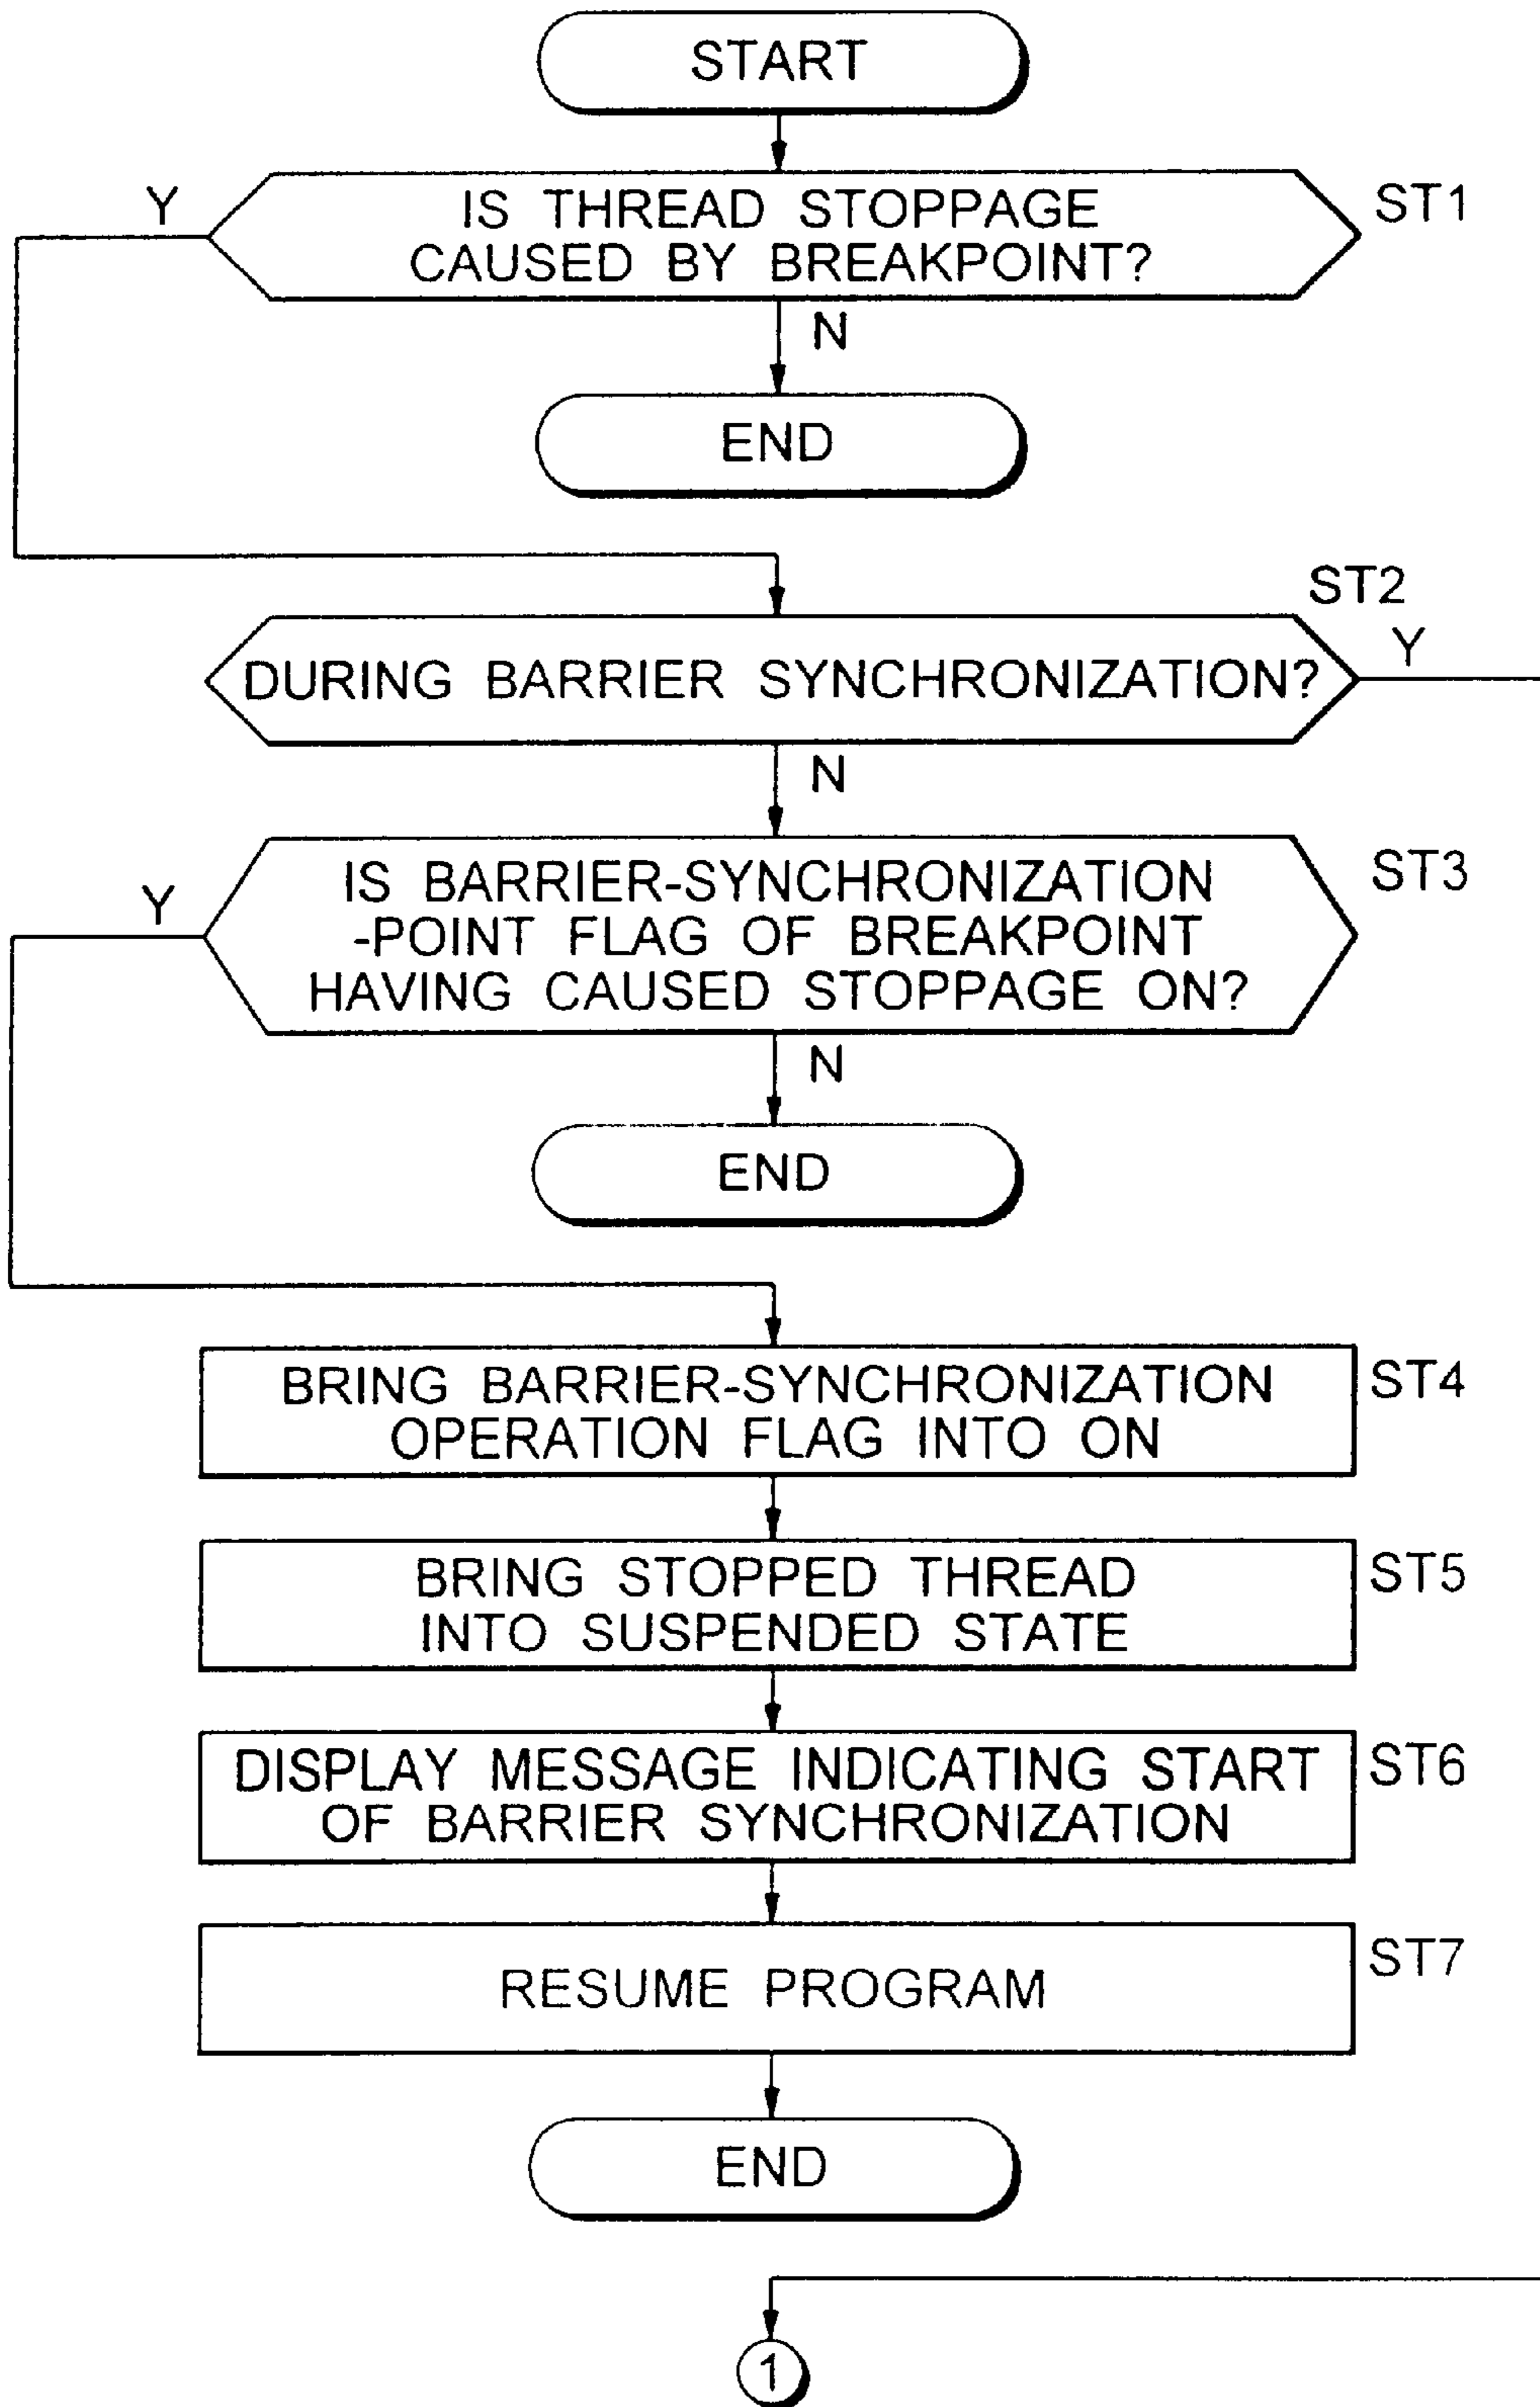 START
Y
IS THREAD STOPPAGE
CAUSED BY BREAKPOINT?
ST1
N
END
ST2
DURING BARRIER SYNCHRONIZATION?
Y
N
Y
IS BARRIER-SYNCHRONIZATION
-POINT FLAG OF BREAKPOINT
HAVING CAUSED STOPPAGE ON?
ST3
N
END
BRING BARRIER-SYNCHRONIZATION
OPERATION FLAG INTO ON
ST4
BRING STOPPED THREAD
INTO SUSPENDED STATE
ST5
DISPLAY MESSAGE INDICATING START
OF BARRIER SYNCHRONIZATION
ST6
RESUME PROGRAM
ST7
END
1